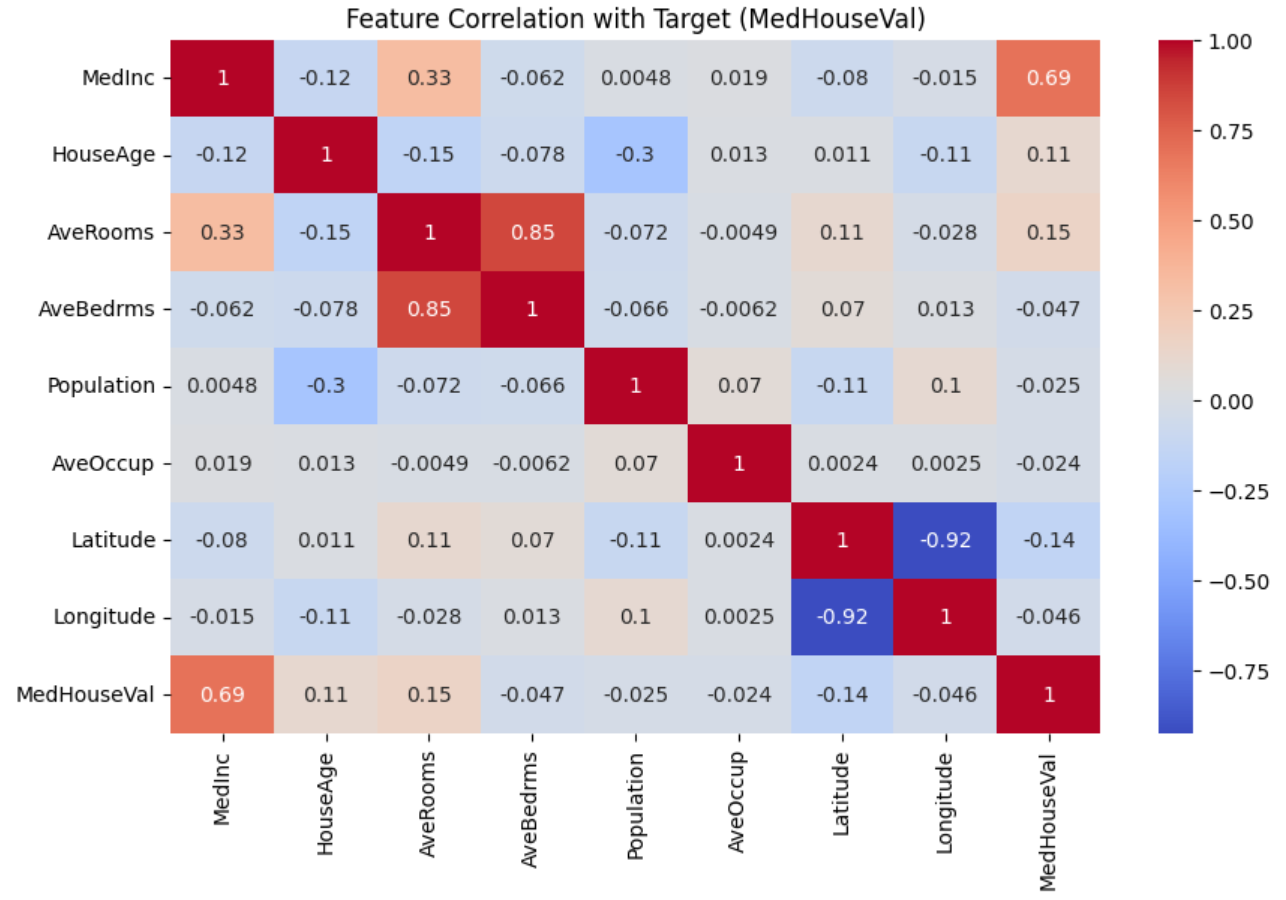 Feature Correlation with Target (MedHouseVal)
MedInc 1 -0.12 0.33 -0.062 0.0048 0.019 -0.08 -0.015 0.69
HouseAge -0.12 1 -0.15 -0.078 -0.3 0.013 0.011 -0.11 0.11
AveRooms 0.33 -0.15 1 0.85 -0.072 -0.0049 0.11 -0.028 0.15
AveBedrms -0.062 -0.078 0.85 1 -0.066 -0.0062 0.07 0.013 -0.047
Population 0.0048 -0.3 -0.072 -0.066 1 0.07 -0.11 0.1 -0.025
AveOccup 0.019 0.013 -0.0049 -0.0062 0.07 1 0.0024 0.0025 -0.024
Latitude -0.08 0.011 0.11 0.07 -0.11 0.0024 1 -0.92 -0.14
Longitude -0.015 -0.11 -0.028 0.013 0.1 0.0025 -0.92 1 -0.046
MedHouseVal 0.69 0.11 0.15 -0.047 -0.025 -0.024 -0.14 -0.046 1
MedInc HouseAge AveRooms AveBedrms Population AveOccup Latitude Longitude MedHouseVal
1.00
0.75
0.50
0.25
0.00
−0.25
−0.50
−0.75